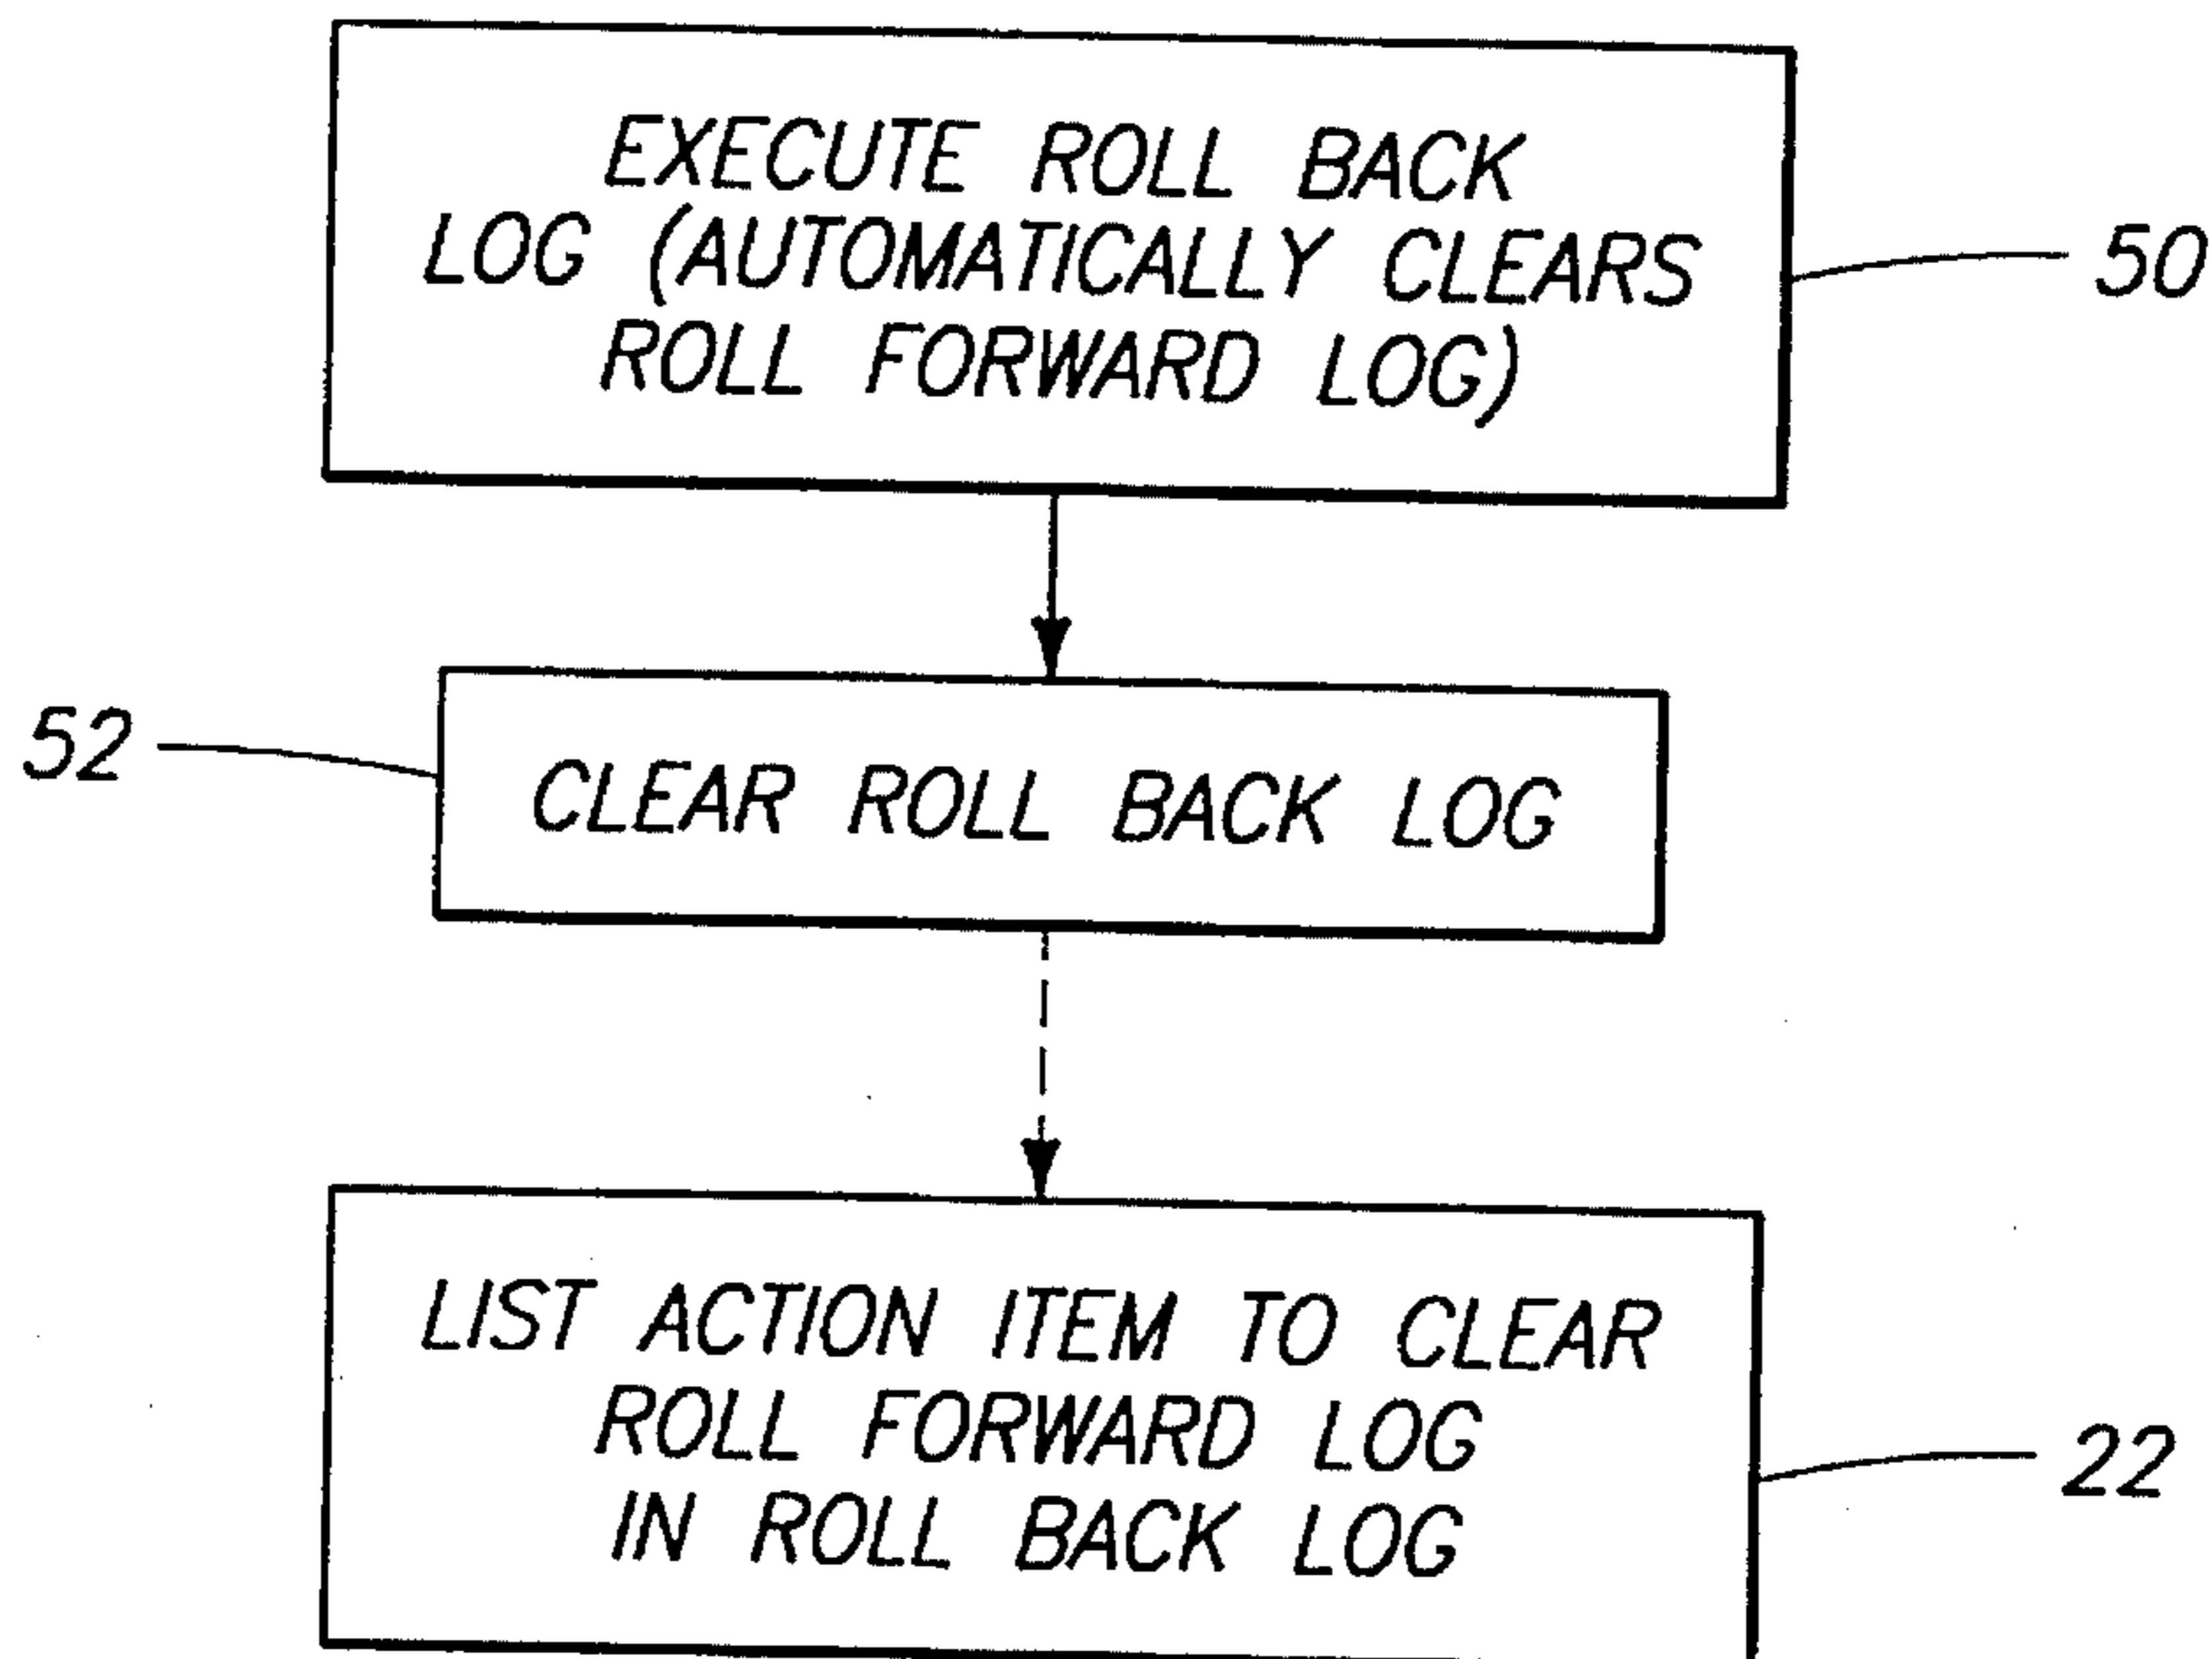 EXECUTE ROLL BACK
LOG (AUTOMATICALLY CLEARS
ROLL FORWARD LOG)
50
52
CLEAR ROLL BACK LOG
LIST ACTION ITEM TO CLEAR
ROLL FORWARD LOG
IN ROLL BACK LOG
22